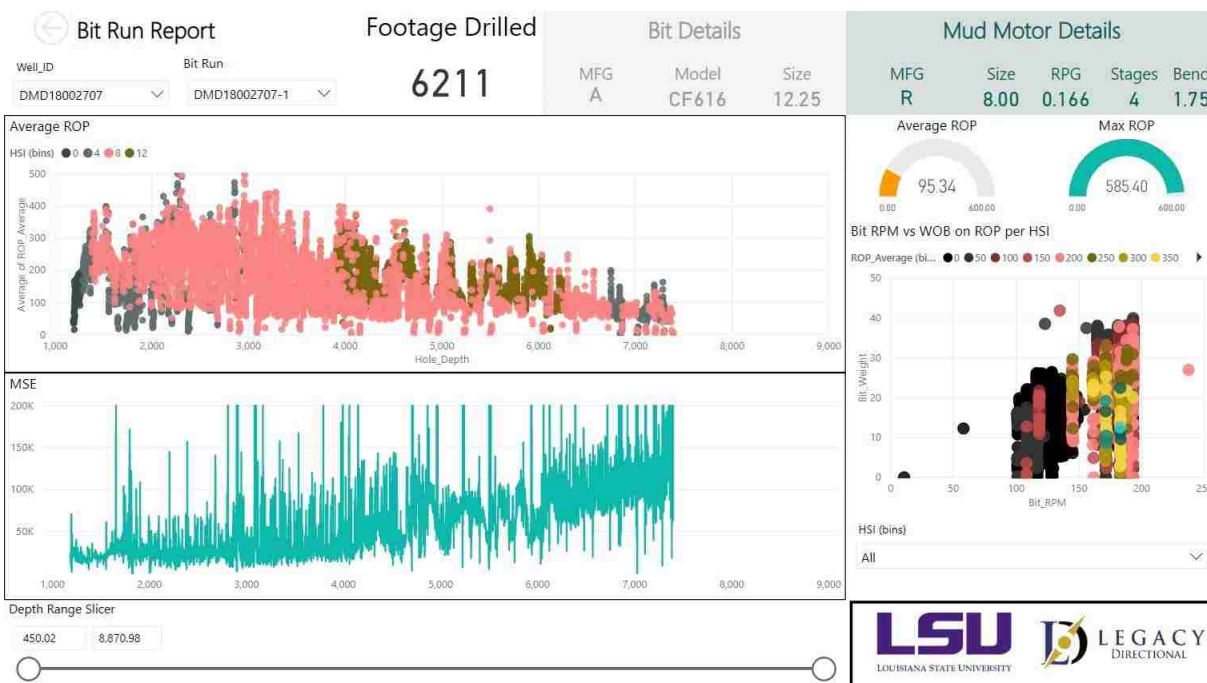 Bit Run Report
Well_ID
DMD18002707
Bit Run
DMD18002707-1
Footage Drilled
6211
Bit Details
MFG Model Size
A CF616 12.25
Mud Motor Details
MFG Size RPG Stages Bend
R 8.00 0.166 4 1.75
Average ROP
HSI (bins) 0 4 8 12
500
400
300
200
100
0
Average of ROP_Average
1,000 2,000 3,000 4,000 5,000 6,000 7,000 8,000 9,000
Hole_Depth
MSE
200K
150K
100K
50K
1,000 2,000 3,000 4,000 5,000 6,000 7,000 8,000 9,000
Depth Range Slicer
450.02 8,870.98
Average ROP
95.34
0.00 600.00
Max ROP
585.40
0.00 600.00
Bit RPM vs WOB on ROP per HSI
ROP_Average (bi... 0 50 100 150 200 250 300 350
50
40
30
20
10
0
Bit_Weight
0 50 100 150 200 250
Bit_RPM
HSI (bins)
All
LSU
LOUISIANA STATE UNIVERSITY
LEGACY
DIRECTIONAL